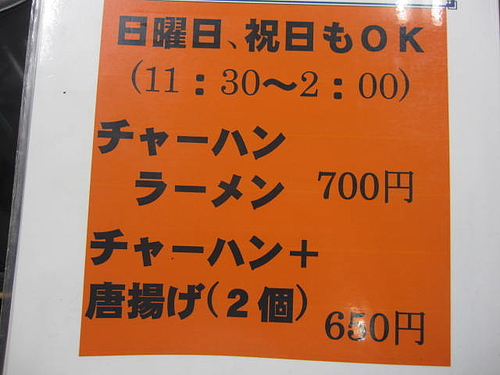 日曜日、祝日もＯＫ
（11：30～2：00）
チャーハン
ラーメン 700円
チャーハン＋
唐揚げ（２個） 650円